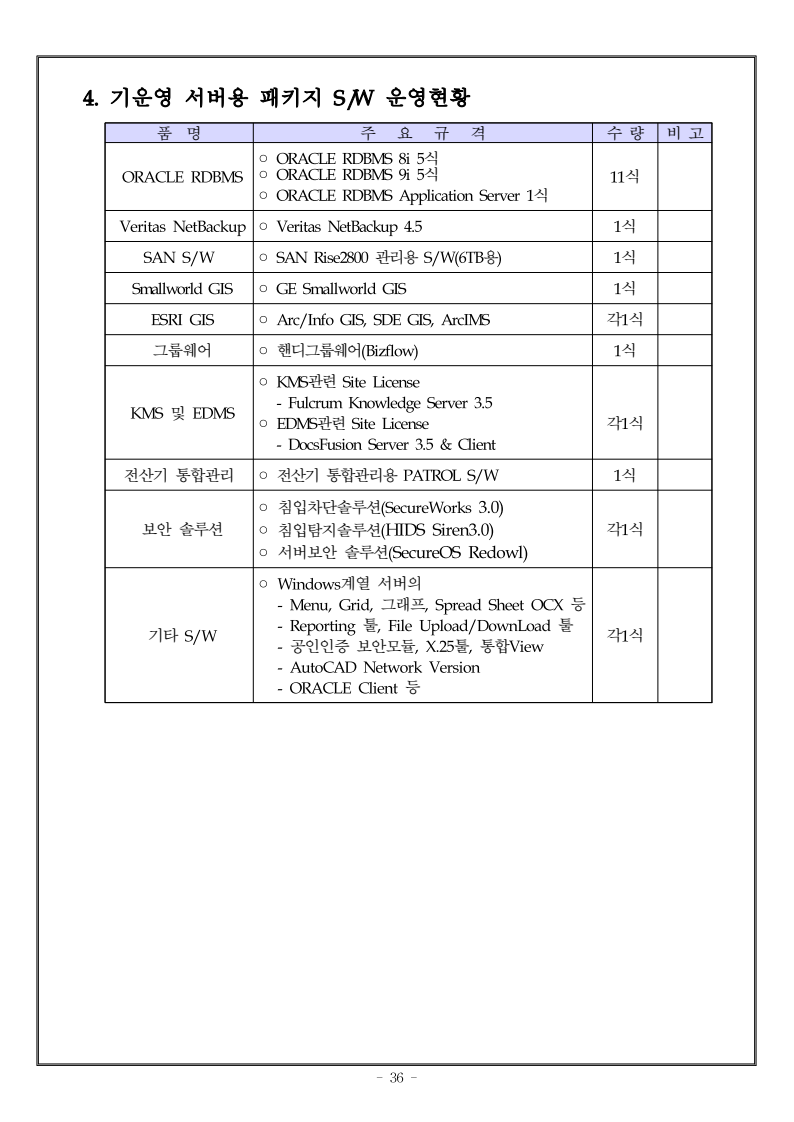 4. 기운영 서버용 패키지 S/W 운영현황
품 명 주 요 규 격 수 량 비 고
ORACLE RDBMS
○ ORACLE RDBMS 8i 5식
○ ORACLE RDBMS 9i 5식
○ ORACLE RDBMS Application Server 1식
11식
Veritas NetBackup ○ Veritas NetBackup 4.5 1식
SAN S/W ○ SAN Rise2800 관리용 S/W(6TB용) 1식
Smallworld GIS ○ GE Smallworld GIS 1식
ESRI GIS ○ Arc/Info GIS, SDE GIS, ArcIMS 각1식
그룹웨어 ○ 핸디그룹웨어(Bizflow) 1식
KMS 및 EDMS
○ KMS관련 Site License
- Fulcrum Knowledge Server 3.5
○ EDMS관련 Site License
- DocsFusion Server 3.5 & Client
각1식
전산기 통합관리 ○ 전산기 통합관리용 PATROL S/W 1식
보안 솔루션
○ 침입차단솔루션(SecureWorks 3.0)
○ 침입탐지솔루션(HIDS Siren3.0)
○ 서버보안 솔루션(SecureOS Redowl)
각1식
기타 S/W
○ Windows계열 서버의
- Menu, Grid, 그래프, Spread Sheet OCX 등
- Reporting 툴, File Upload/DownLoad 툴
- 공인인증 보안모듈, X.25툴, 통합View
- AutoCAD Network Version
- ORACLE Client 등
각1식
- 36 -